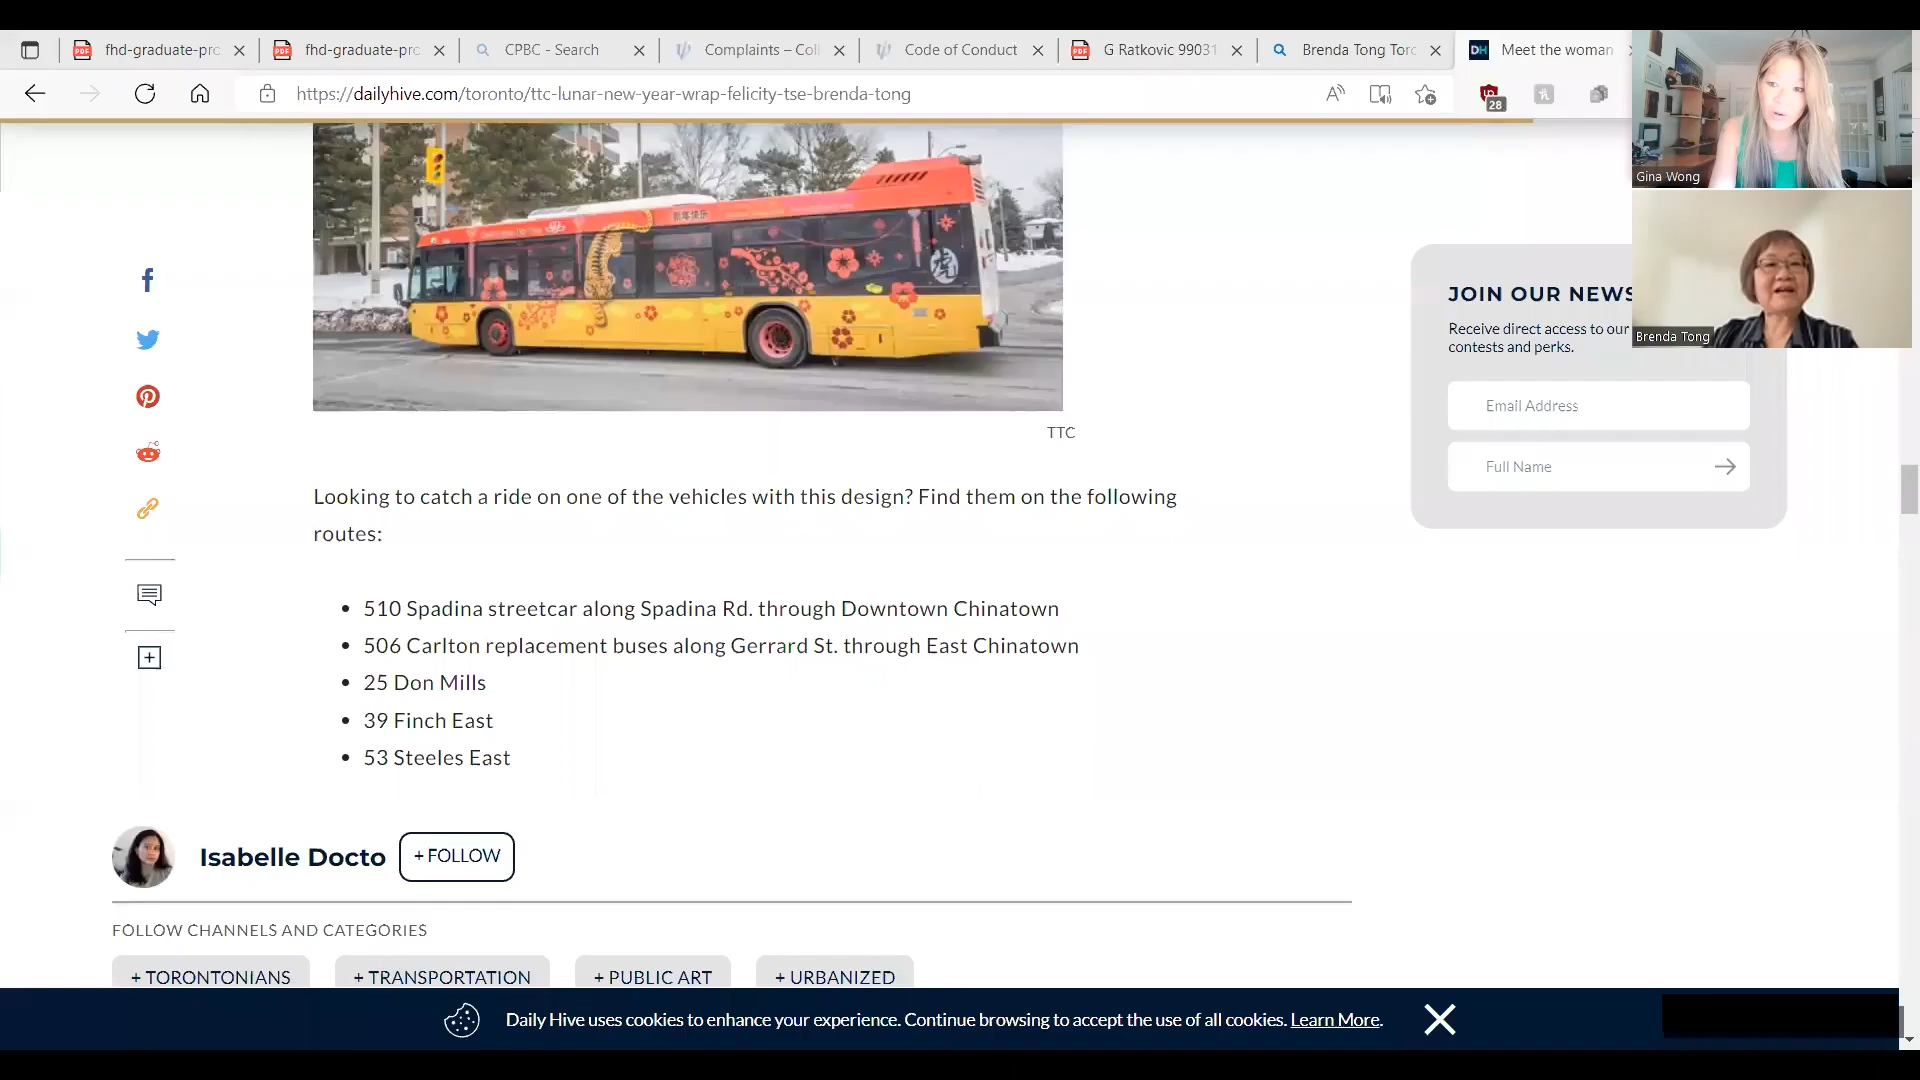 fhd-graduate-pro
fhd-graduate-pro
CPBC - Search
Complaints – Coll
Code of Conduct
G Ratkovic 99031
Brenda Tong Torc
Meet the woman
https://dailyhive.com/toronto/ttc-lunar-new-year-wrap-felicity-tse-brenda-tong
28
Gina Wong
Brenda Tong
新年快乐
虎
TTC
JOIN OUR NEWS
Receive direct access to our
contests and perks.
Email Address
Full Name
Looking to catch a ride on one of the vehicles with this design? Find them on the following
routes:
• 510 Spadina streetcar along Spadina Rd. through Downtown Chinatown
• 506 Carlton replacement buses along Gerrard St. through East Chinatown
• 25 Don Mills
• 39 Finch East
• 53 Steeles East
Isabelle Docto
+ FOLLOW
FOLLOW CHANNELS AND CATEGORIES
+ TORONTONIANS
+ TRANSPORTATION
+ PUBLIC ART
+ URBANIZED
Daily Hive uses cookies to enhance your experience. Continue browsing to accept the use of all cookies. Learn More.